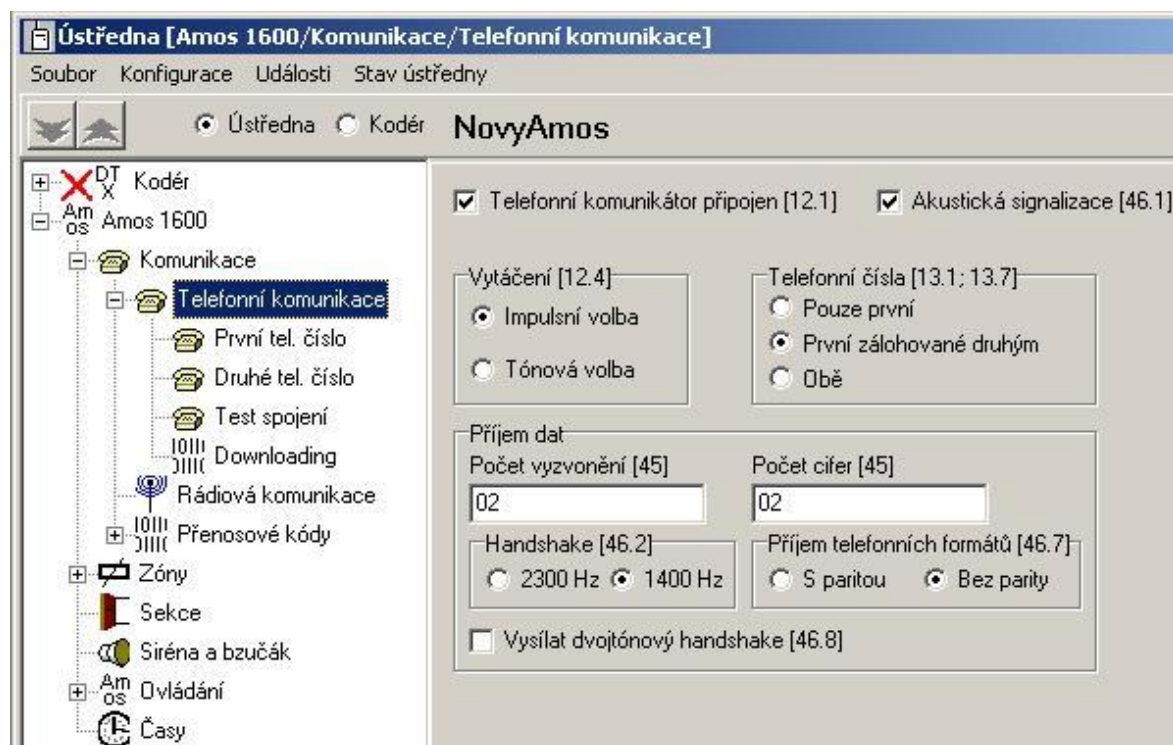 Ústředna [Amos 1600/Komunikace/Telefonní komunikace]
Soubor Konfigurace Události Stav ústředny
Ústředna Kodér NovyAmos
DT X Kodér
Am os Amos 1600
Komunikace
Telefonní komunikace
První tel. číslo
Druhé tel. číslo
Test spojení
Downloading
Rádiová komunikace
Přenosové kódy
Zóny
Sekce
Siréna a bzučák
Am os Ovládání
Časy
Telefonní komunikátor připojen [12.1] Akustická signalizace [46.1]
Vytáčení [12.4]
Impulsní volba
Tónová volba
Telefonní čísla [13.1; 13.7]
Pouze první
První zálohované druhým
Obě
Příjem dat
Počet vyzvonění [45] Počet cifer [45]
02 02
Handshake [46.2] Příjem telefonních formátů [46.7]
2300 Hz 1400 Hz S paritou Bez parity
Vysílat dvojtónový handshake [46.8]